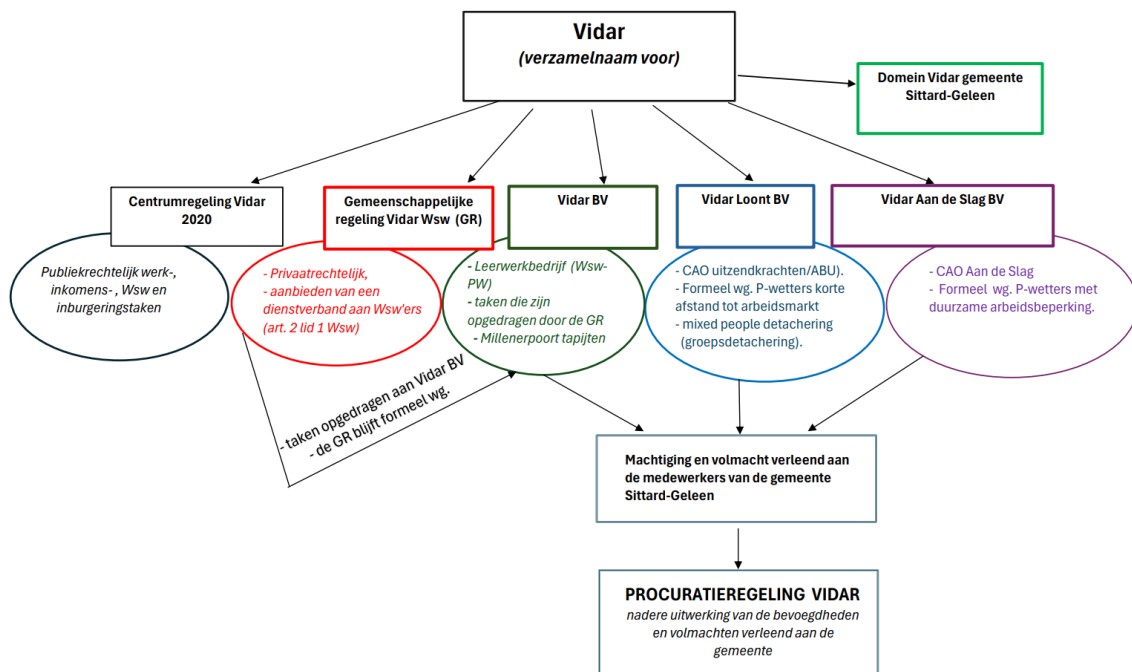 Vidar
(verzamelnaam voor)
Domein Vidar gemeente
Sittard-Geleen
Centrumregeling Vidar
2020
Gemeenschappelijke
regeling Vidar Wsw (GR)
Vidar BV
Vidar Loont BV
Vidar Aan de Slag BV
Publiekrechtelijk werk-,
inkomens- , Wsw en
inburgeringstaken
- Privaatrechtelijk,
- aanbieden van een
dienstverband aan Wsw'ers
(art. 2 lid 1 Wsw)
- Leerwerkbedrijf (Wsw-
PW)
- taken die zijn
opgedragen door de GR
- Millenerpoort tapijten
- CAO uitzendkrachten/ABU).
- Formeel wg. P-wetters korte
afstand tot arbeidsmarkt
- mixed people detachering
(groepsdetachering).
- CAO Aan de Slag
- Formeel wg. P-wetters met
duurzame arbeidsbeperking.
- taken opgedragen aan Vidar BV
- de GR blijft formeel wg.
Machtiging en volmacht verleend aan
de medewerkers van de gemeente
Sittard-Geleen
PROCURATIEREGELING VIDAR
nadere uitwerking van de bevoegdheden
en volmachten verleend aan de
gemeente